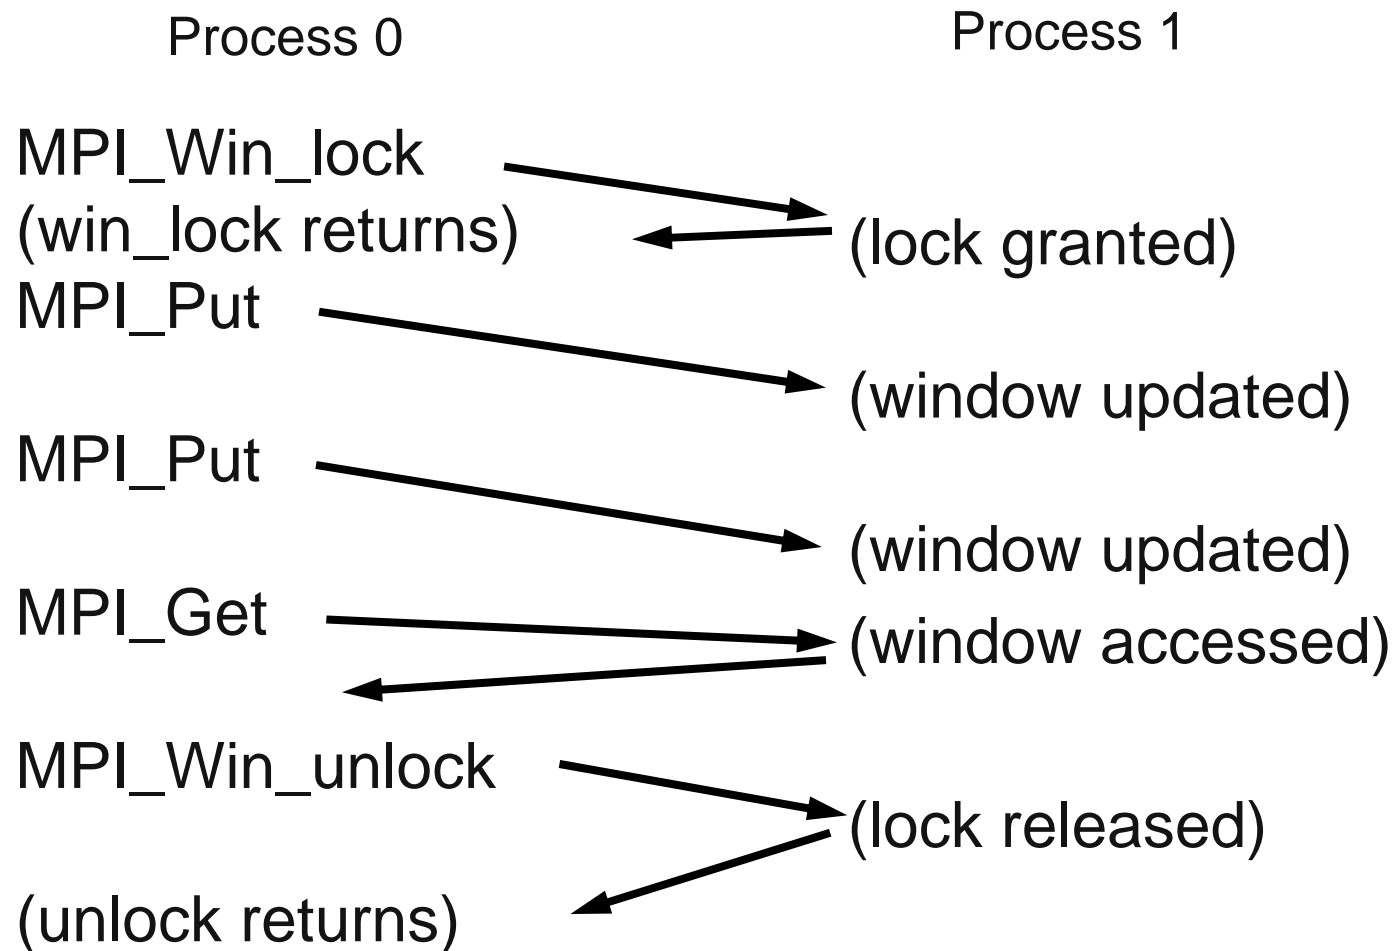 Process 0
Process 1
MPI_Win_lock
(win_lock returns)
(lock granted)
MPI_Put
(window updated)
MPI_Put
(window updated)
MPI_Get
(window accessed)
MPI_Win_unlock
(lock released)
(unlock returns)